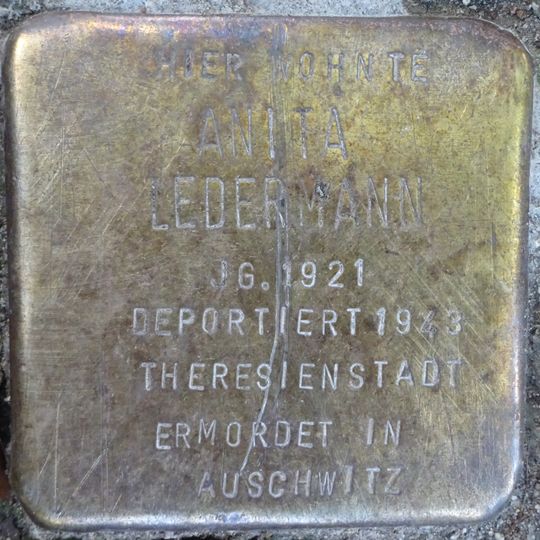 HIER WOHNTE
ANITA
LEDERMANN
JG. 1921
DEPORTIERT 1943
THERESIENSTADT
ERMORDET IN
AUSCHWITZ